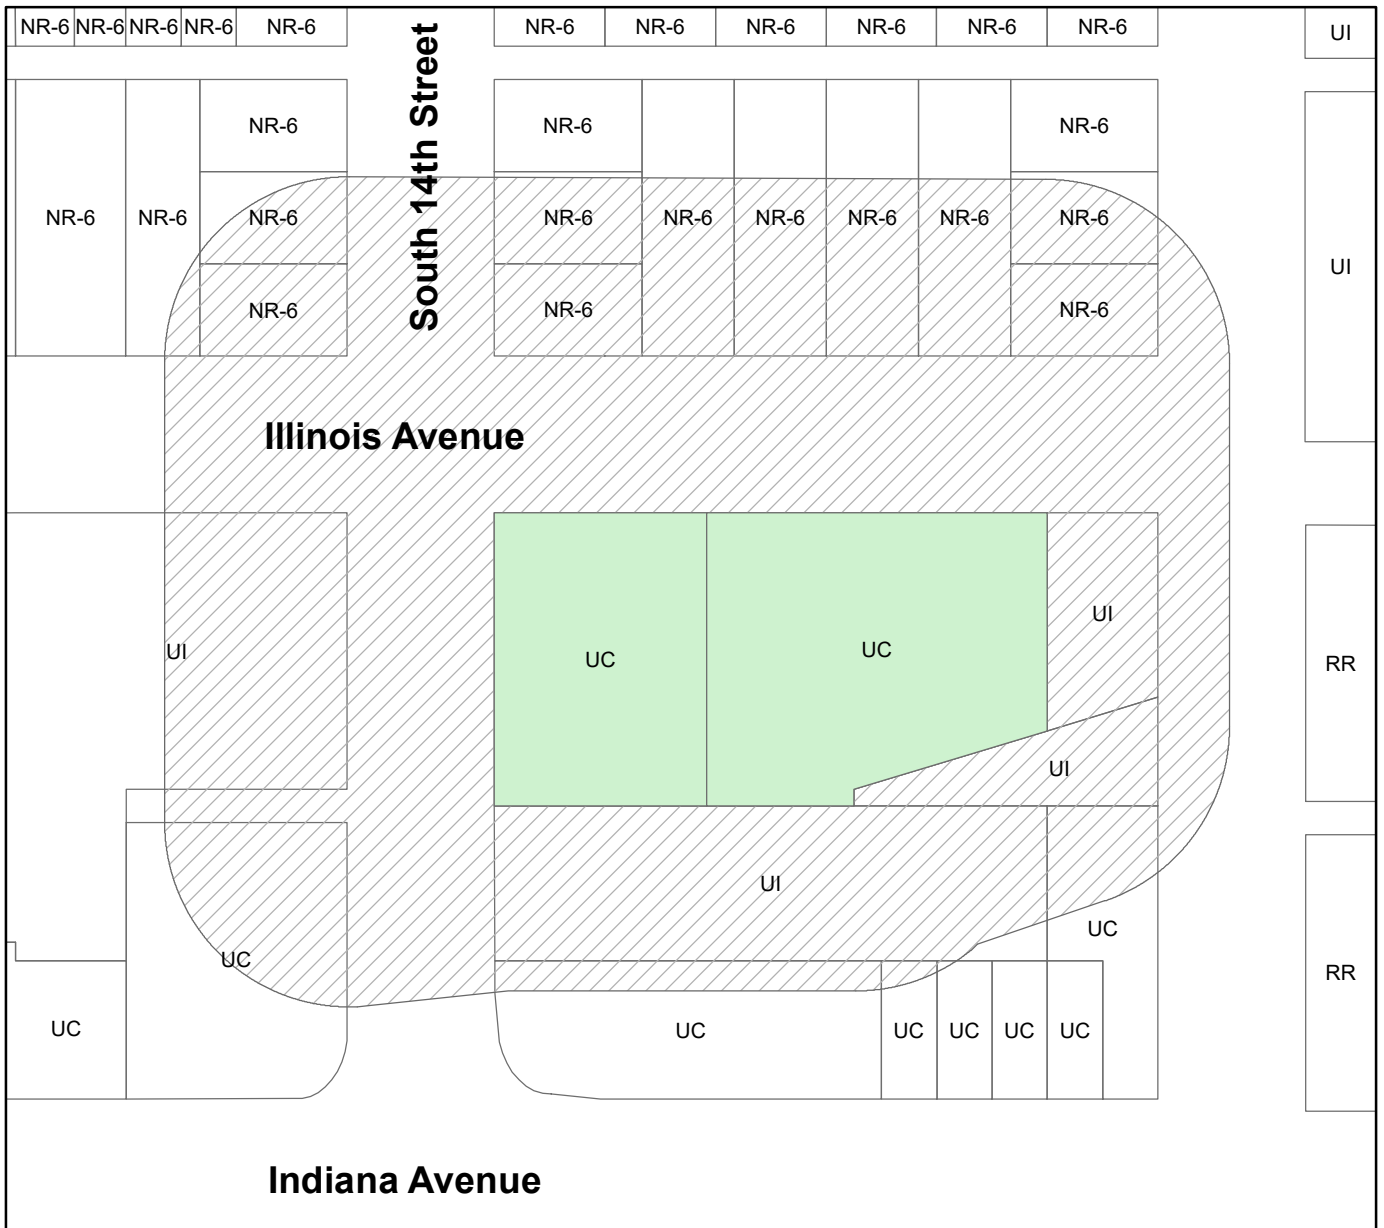 NR-6 NR-6 NR-6 NR-6 NR-6 NR-6 NR-6 NR-6 NR-6 NR-6 NR-6 UI
South 14th Street
NR-6 NR-6 NR-6
NR-6 NR-6 NR-6 NR-6 NR-6 NR-6 NR-6 NR-6 NR-6
UI
NR-6 NR-6 NR-6
Illinois Avenue
UI
UI UC UC RR
UC
UI
UI
UC
UC
UC RR
UC UC UC UC UC UC
Indiana Avenue